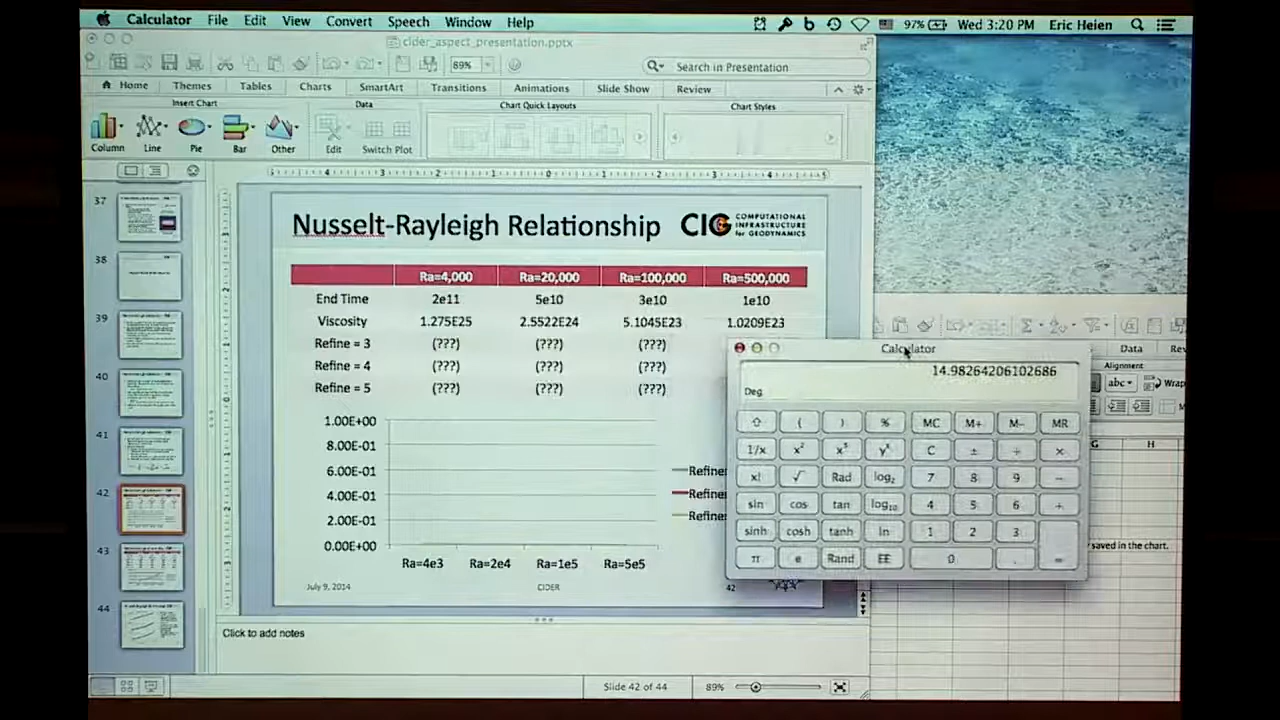 Calculator File Edit View Convert Speech Window Help
97% Wed 3:20 PM Eric Heien
cider_aspect_presentation.pptx
89%
Search in Presentation
Home Themes Tables Charts SmartArt Transitions Animations Slide Show Review
Insert Chart Data Chart Quick Layouts Chart Styles
Column Line Pie Bar Other Edit Switch Plot
37
38
39
40
41
42
43
44
Nusselt-Rayleigh Relationship
CIG COMPUTATIONAL
INFRASTRUCTURE
for GEODYNAMICS
Ra=4,000 Ra=20,000 Ra=100,000 Ra=500,000
End Time 2e11 5e10 3e10 1e10
Viscosity 1.275E25 2.5522E24 5.1045E23 1.0209E23
Refine = 3 (???) (???) (???)
Refine = 4 (???) (???) (???)
Refine = 5 (???) (???) (???)
1.00E+00
8.00E-01
6.00E-01
4.00E-01
2.00E-01
0.00E+00
Ra=4e3 Ra=2e4 Ra=1e5 Ra=5e5
Refine
Refine
Refine
July 9, 2014 CIDER 42
Click to add notes
Slide 42 of 44 89%
Calculator
14.98264206102686
Deg
( ) % MC M+ M- MR
1/x x² x³ yˣ C ± ÷ ×
x! √ Rad log₂ 7 8 9 −
sin cos tan log₁₀ 4 5 6 +
sinh cosh tanh ln 1 2 3
π e Rand EE 0 . =
Data
Alignment
abc Wrap
G H
saved in the chart.